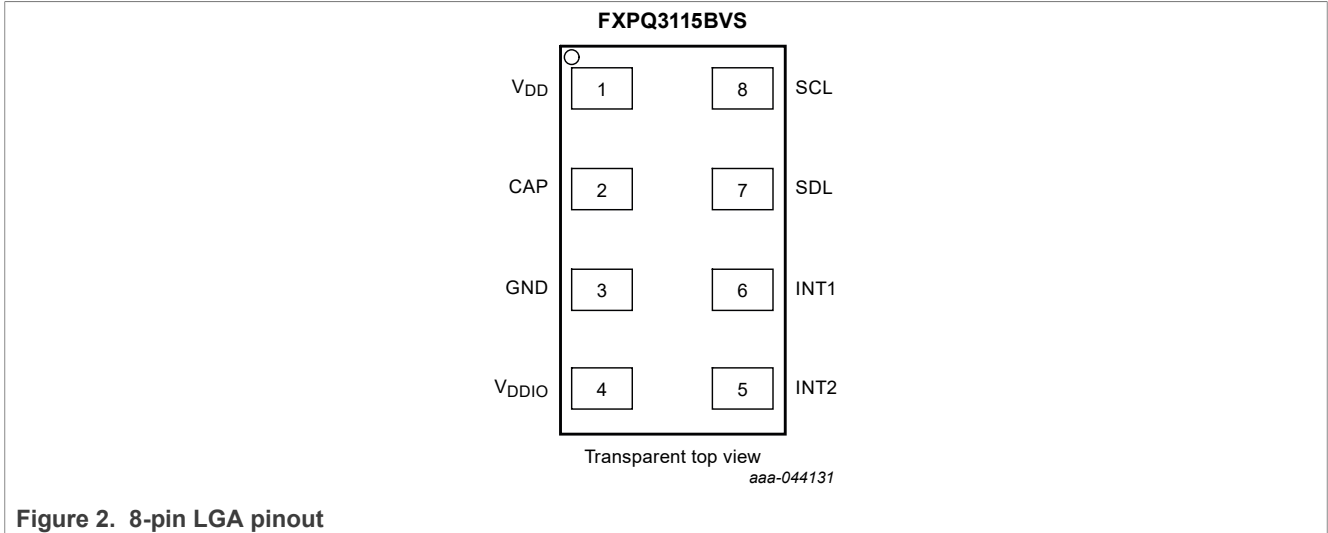 FXPQ3115BVS
VDD 1 8 SCL
CAP 2 7 SDL
GND 3 6 INT1
VDDIO 4 5 INT2
Transparent top view
aaa-044131
Figure 2. 8-pin LGA pinout